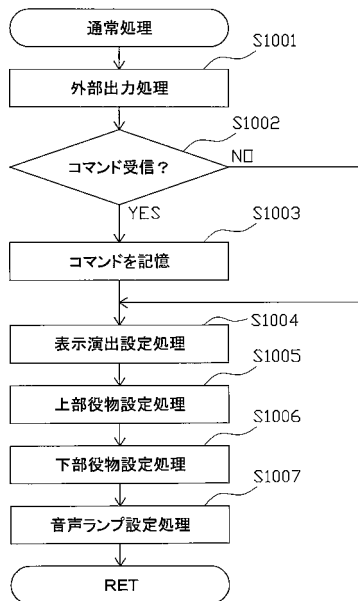 通常処理
S1001
外部出力処理
S1002
コマンド受信？
NO
YES
S1003
コマンドを記憶
S1004
表示演出設定処理
S1005
上部役物設定処理
S1006
下部役物設定処理
S1007
音声ランプ設定処理
RET